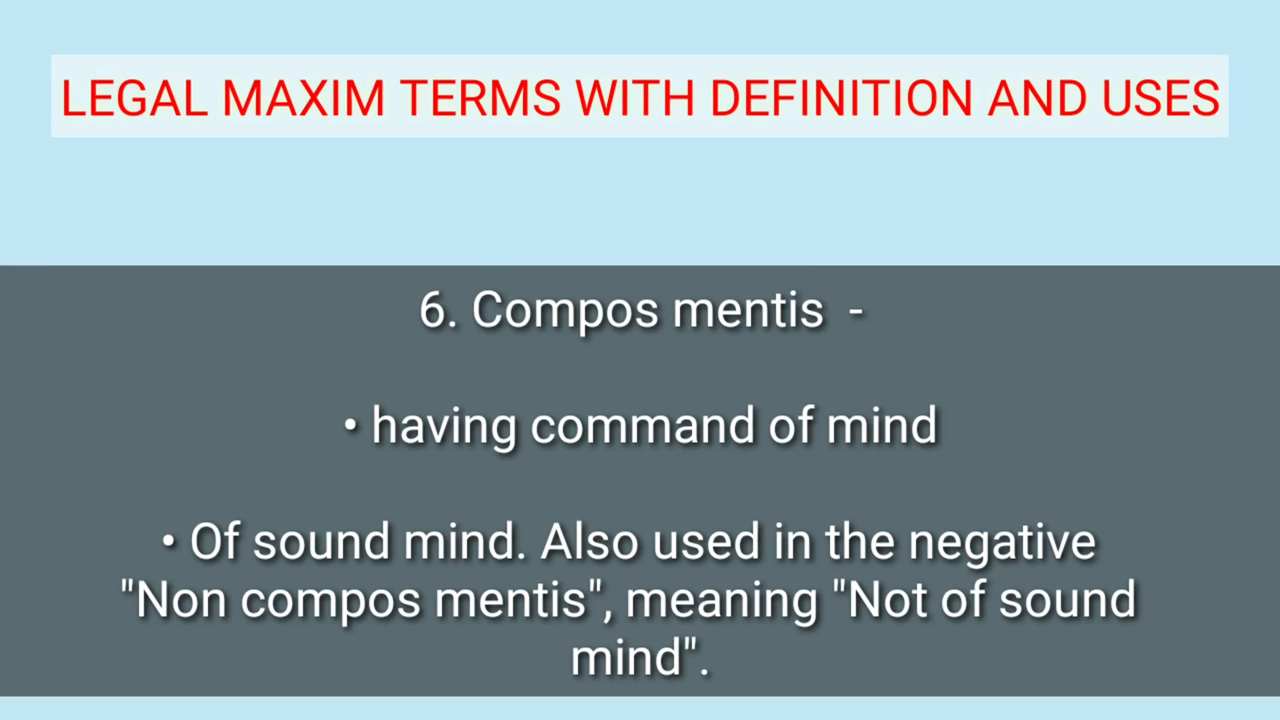 LEGAL MAXIM TERMS WITH DEFINITION AND USES
6. Compos mentis -
• having command of mind
• Of sound mind. Also used in the negative
"Non compos mentis", meaning "Not of sound
mind".